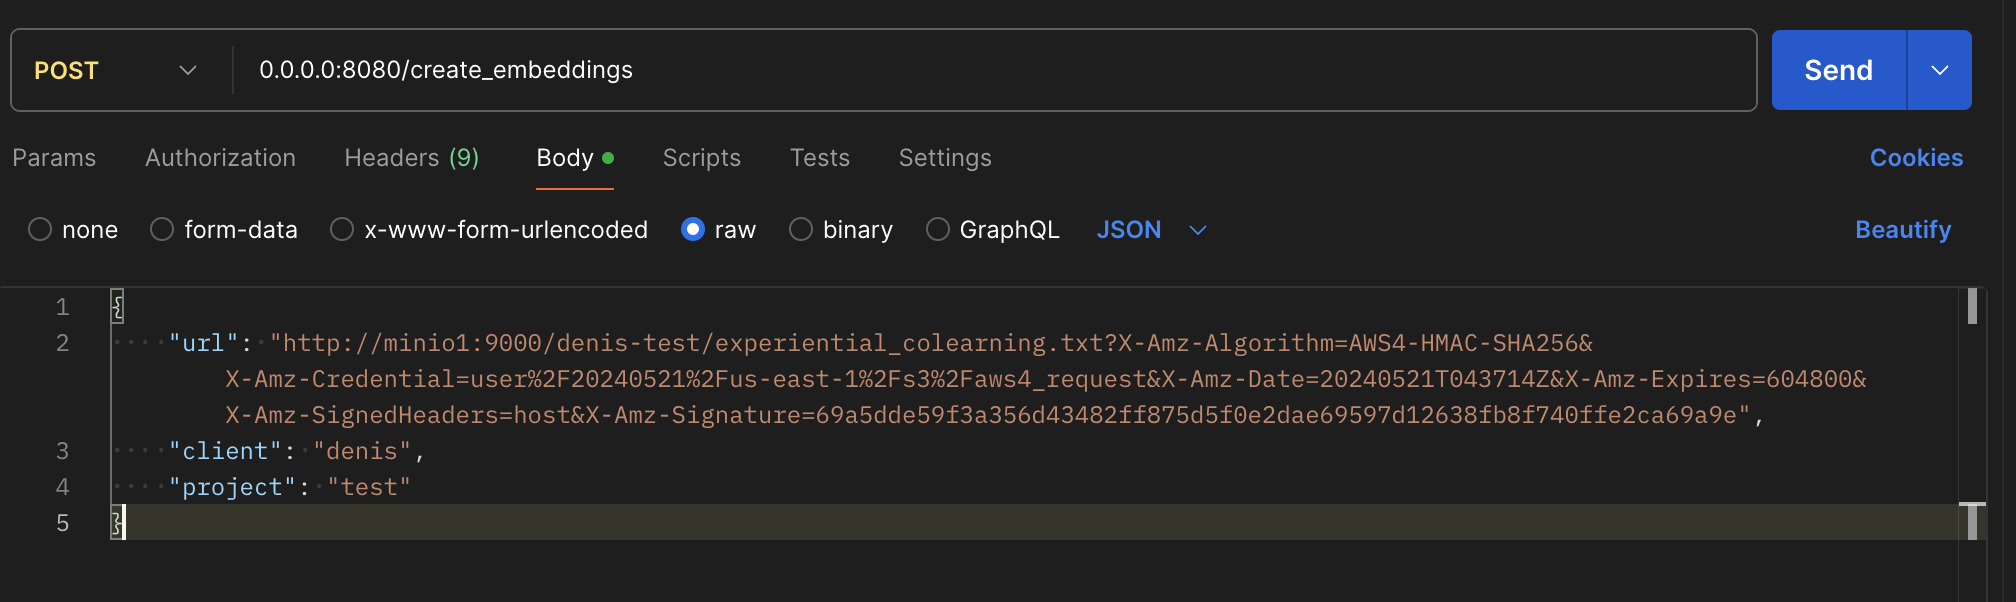 POST 0.0.0.0:8080/create_embeddings Send
Params Authorization Headers (9) Body Scripts Tests Settings Cookies
none form-data x-www-form-urlencoded raw binary GraphQL JSON Beautify
1 {
2 "url": "http://minio1:9000/denis-test/experiential_colearning.txt?X-Amz-Algorithm=AWS4-HMAC-SHA256&
X-Amz-Credential=user%2F20240521%2Fus-east-1%2Fs3%2Faws4_request&X-Amz-Date=20240521T043714Z&X-Amz-Expires=604800&
X-Amz-SignedHeaders=host&X-Amz-Signature=69a5dde59f3a356d43482ff875d5f0e2dae69597d12638fb8f740ffe2ca69a9e",
3 "client": "denis",
4 "project": "test"
5 }